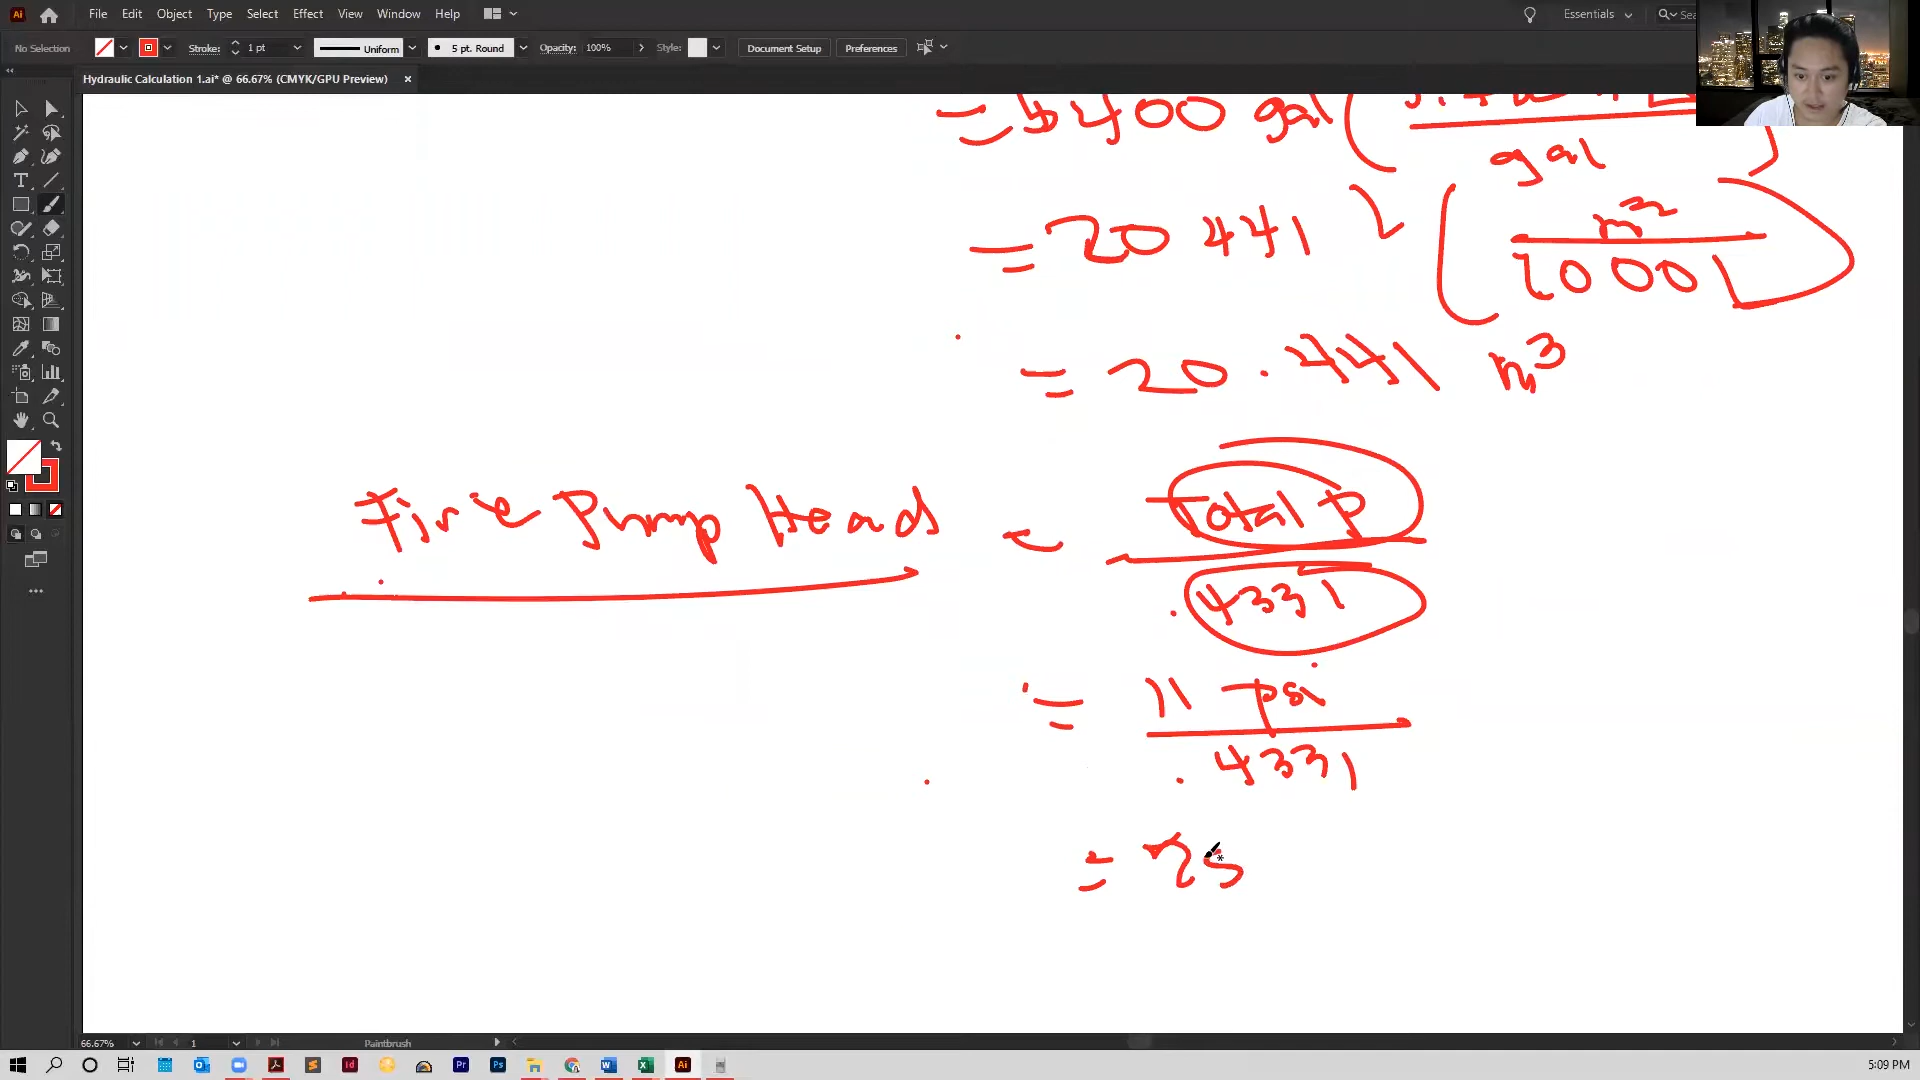 File Edit Object Type Select Effect View Window Help
Essentials
No Selection Stroke: 1 pt Uniform 5 pt. Round Opacity: 100% Style: Document Setup Preferences
Hydraulic Calculation 1.ai* @ 66.67% (CMYK/GPU Preview) ×
gal
gal
= 20 441 L
m3
1000 L
= 20.441 m3
Fire Pump Head = Total P
.4331
= 11 psi
.4331
= 25
66.67% 1 Paintbrush
5:09 PM